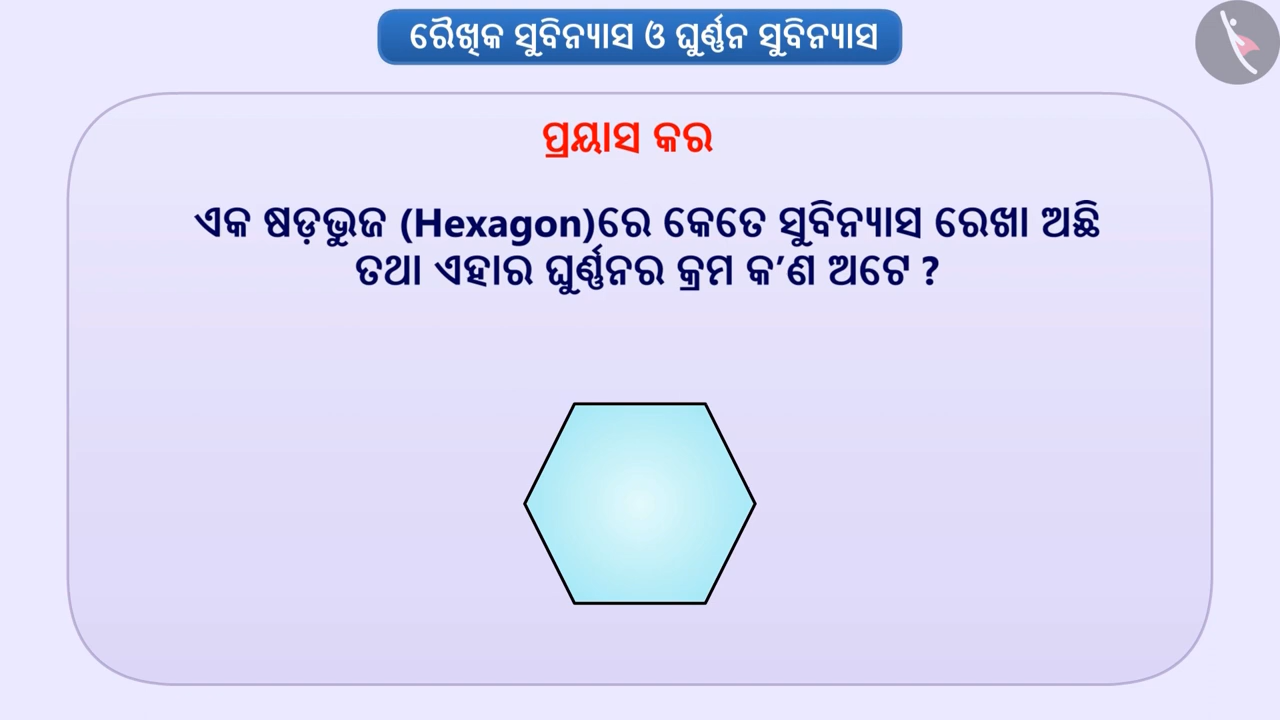 ରୈଖିକ ସୁବିନ୍ୟାସ ଓ ଘୁର୍ଣ୍ଣନ ସୁବିନ୍ୟାସ
ପ୍ରୟାସ କର
ଏକ ଷଡ଼ଭୁଜ (Hexagon)ରେ କେତେ ସୁବିନ୍ୟାସ ରେଖା ଅଛି
ତଥା ଏହାର ଘୁର୍ଣ୍ଣନର କ୍ରମ କ’ଣ ଅଟେ ?